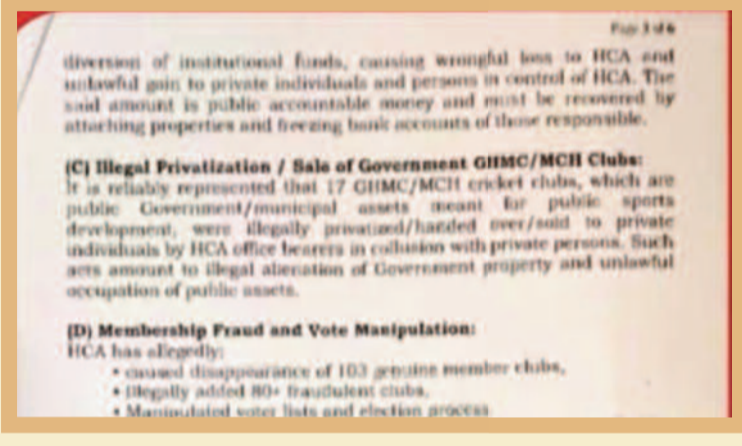 Page 3 of 6
diversion of institutional funds, causing wrongful loss to HCA and
unlawful gain to private individuals and persons in control of HCA. The
said amount is public accountable money and must be recovered by
attaching properties and freezing bank accounts of those responsible.
(C) Illegal Privatization / Sale of Government GHMC/MCH Clubs:
It is reliably represented that 17 GHMC/MCH cricket clubs, which are
public Government/municipal assets meant for public sports
development, were illegally privatized/handed over/sold to private
individuals by HCA office bearers in collusion with private persons. Such
acts amount to illegal alienation of Government property and unlawful
occupation of public assets.
(D) Membership Fraud and Vote Manipulation:
HCA has allegedly:
• caused disappearance of 103 genuine member clubs,
• Illegally added 80+ fraudulent clubs,
• Manipulated voter lists and election process